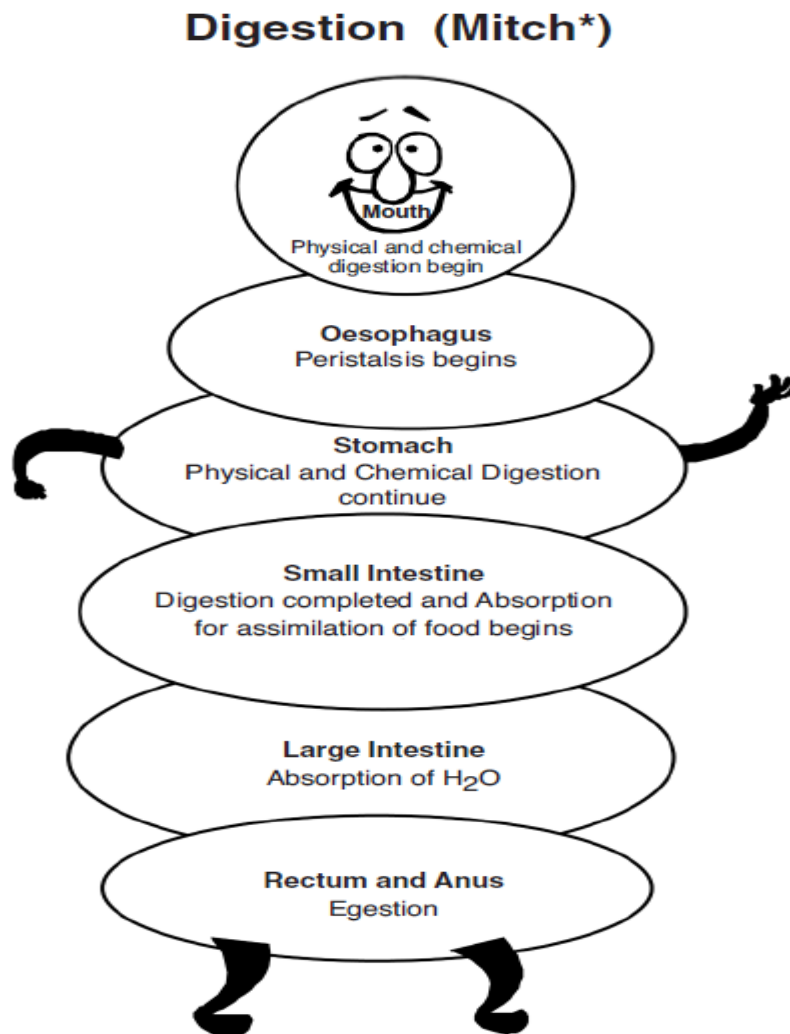 Digestion (Mitch*)
Mouth
Physical and chemical
digestion begin
Oesophagus
Peristalsis begins
Stomach
Physical and Chemical Digestion
continue
Small Intestine
Digestion completed and Absorption
for assimilation of food begins
Large Intestine
Absorption of H₂O
Rectum and Anus
Egestion